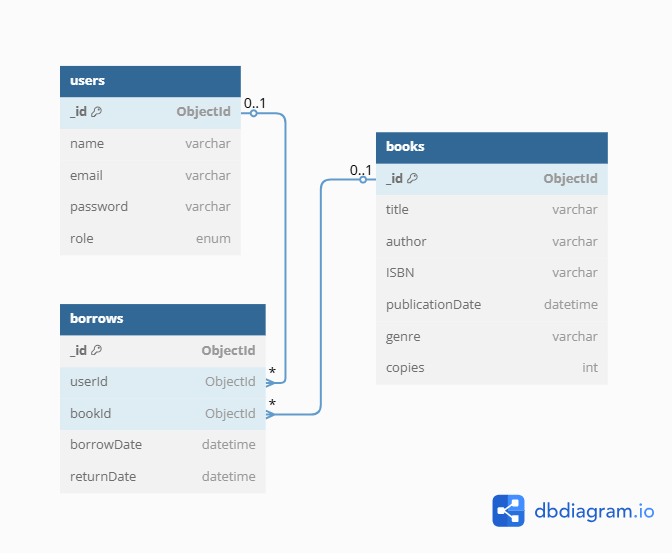 users
_id ObjectId
name varchar
email varchar
password varchar
role enum
0..1
books
_id ObjectId
title varchar
author varchar
ISBN varchar
publicationDate datetime
genre varchar
copies int
0..1
borrows
_id ObjectId
userId ObjectId
bookId ObjectId
borrowDate datetime
returnDate datetime
*
*
dbdiagram.io